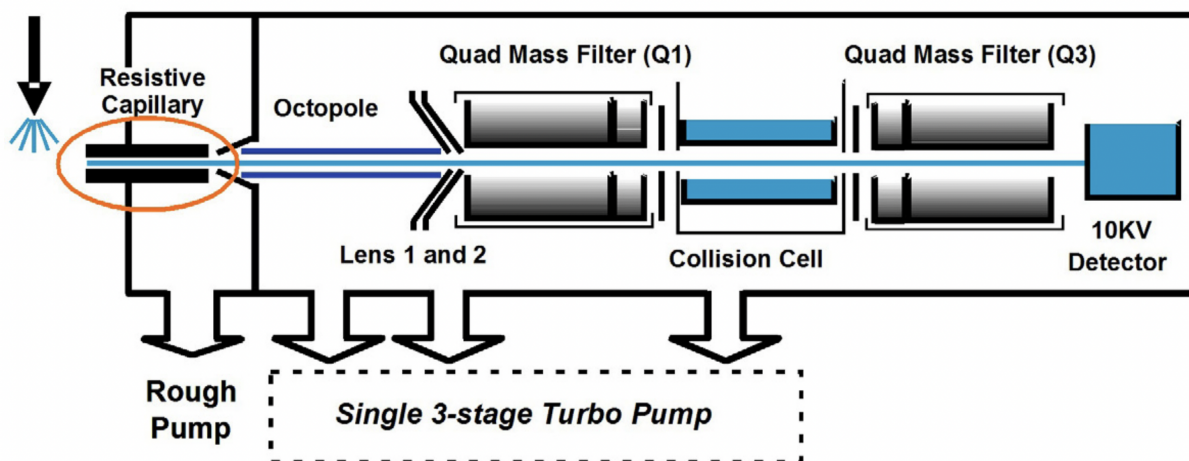 Quad Mass Filter (Q1)
Quad Mass Filter (Q3)
Resistive
Capillary
Octopole
Lens 1 and 2
Collision Cell
10KV
Detector
Rough
Pump
Single 3-stage Turbo Pump